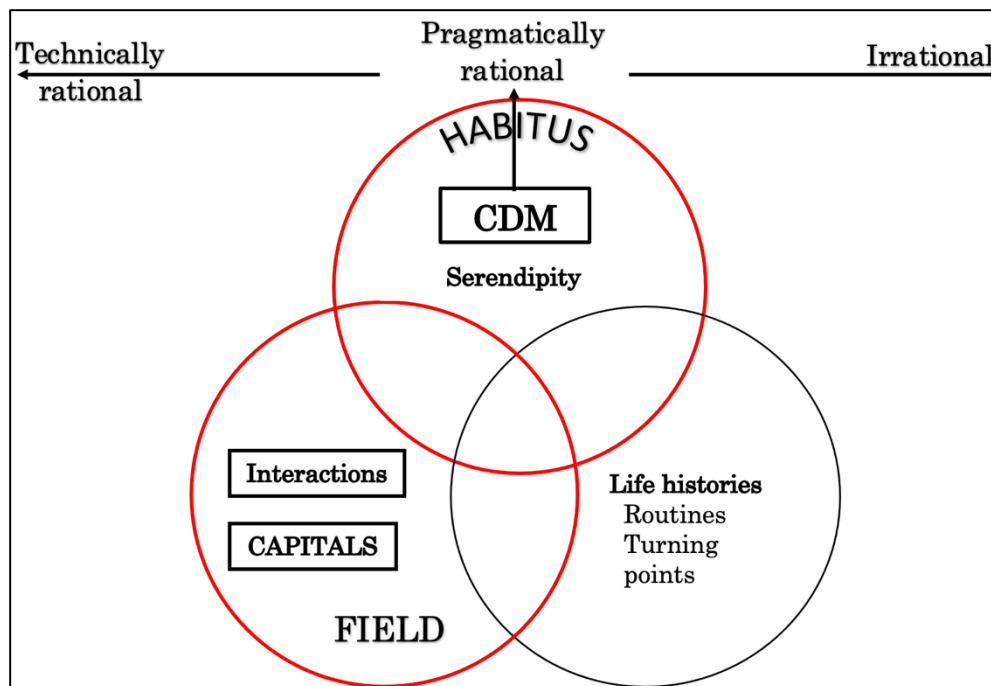 Technically
rational
Pragmatically
rational
Irrational
HABITUS
CDM
Serendipity
Interactions
CAPITALS
FIELD
Life histories
Routines
Turning
points